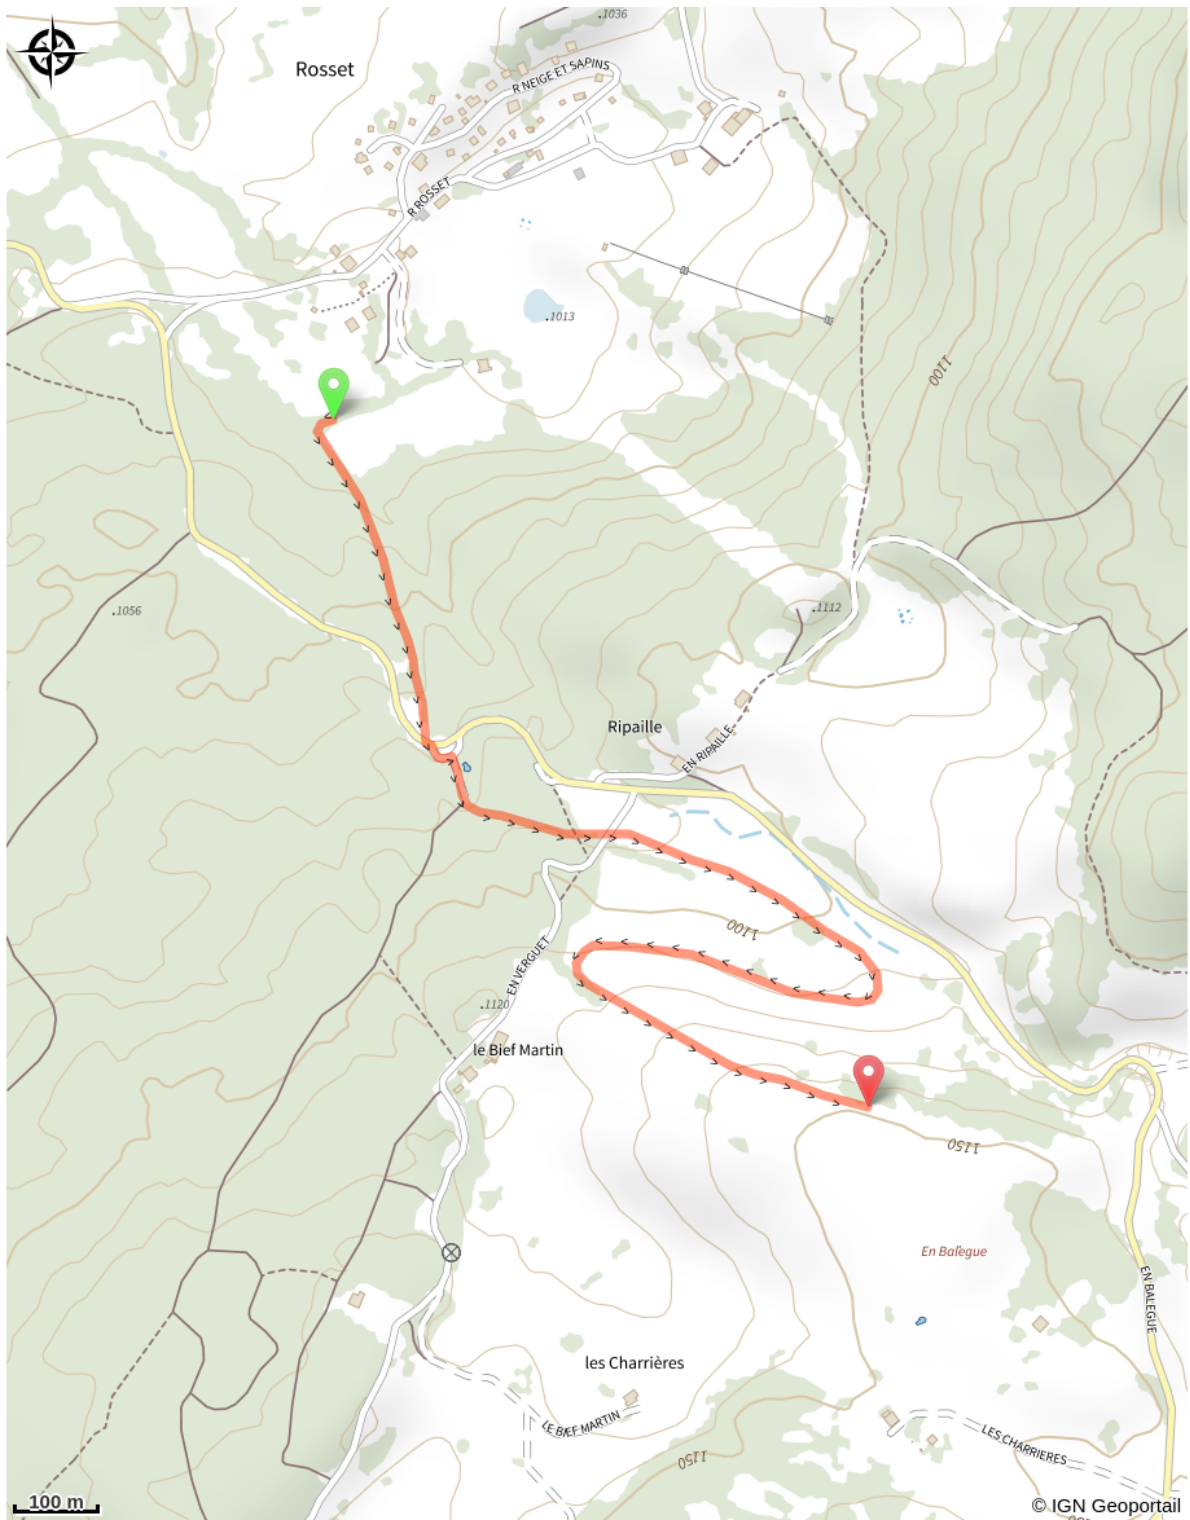 .1036
Rosset
R NEIGE ET SAPINS
R ROSSET
.1013
1100
.1056
.1112
Ripaille
EN RIPAILLE
1100
EN VERGUET
.1120
le Bief Martin
1150
En Balegue
EN BALEGUE
les Charrières
LE BIEF MARTIN
LES CHARRIERES
1150
100 m
© IGN Geoportail